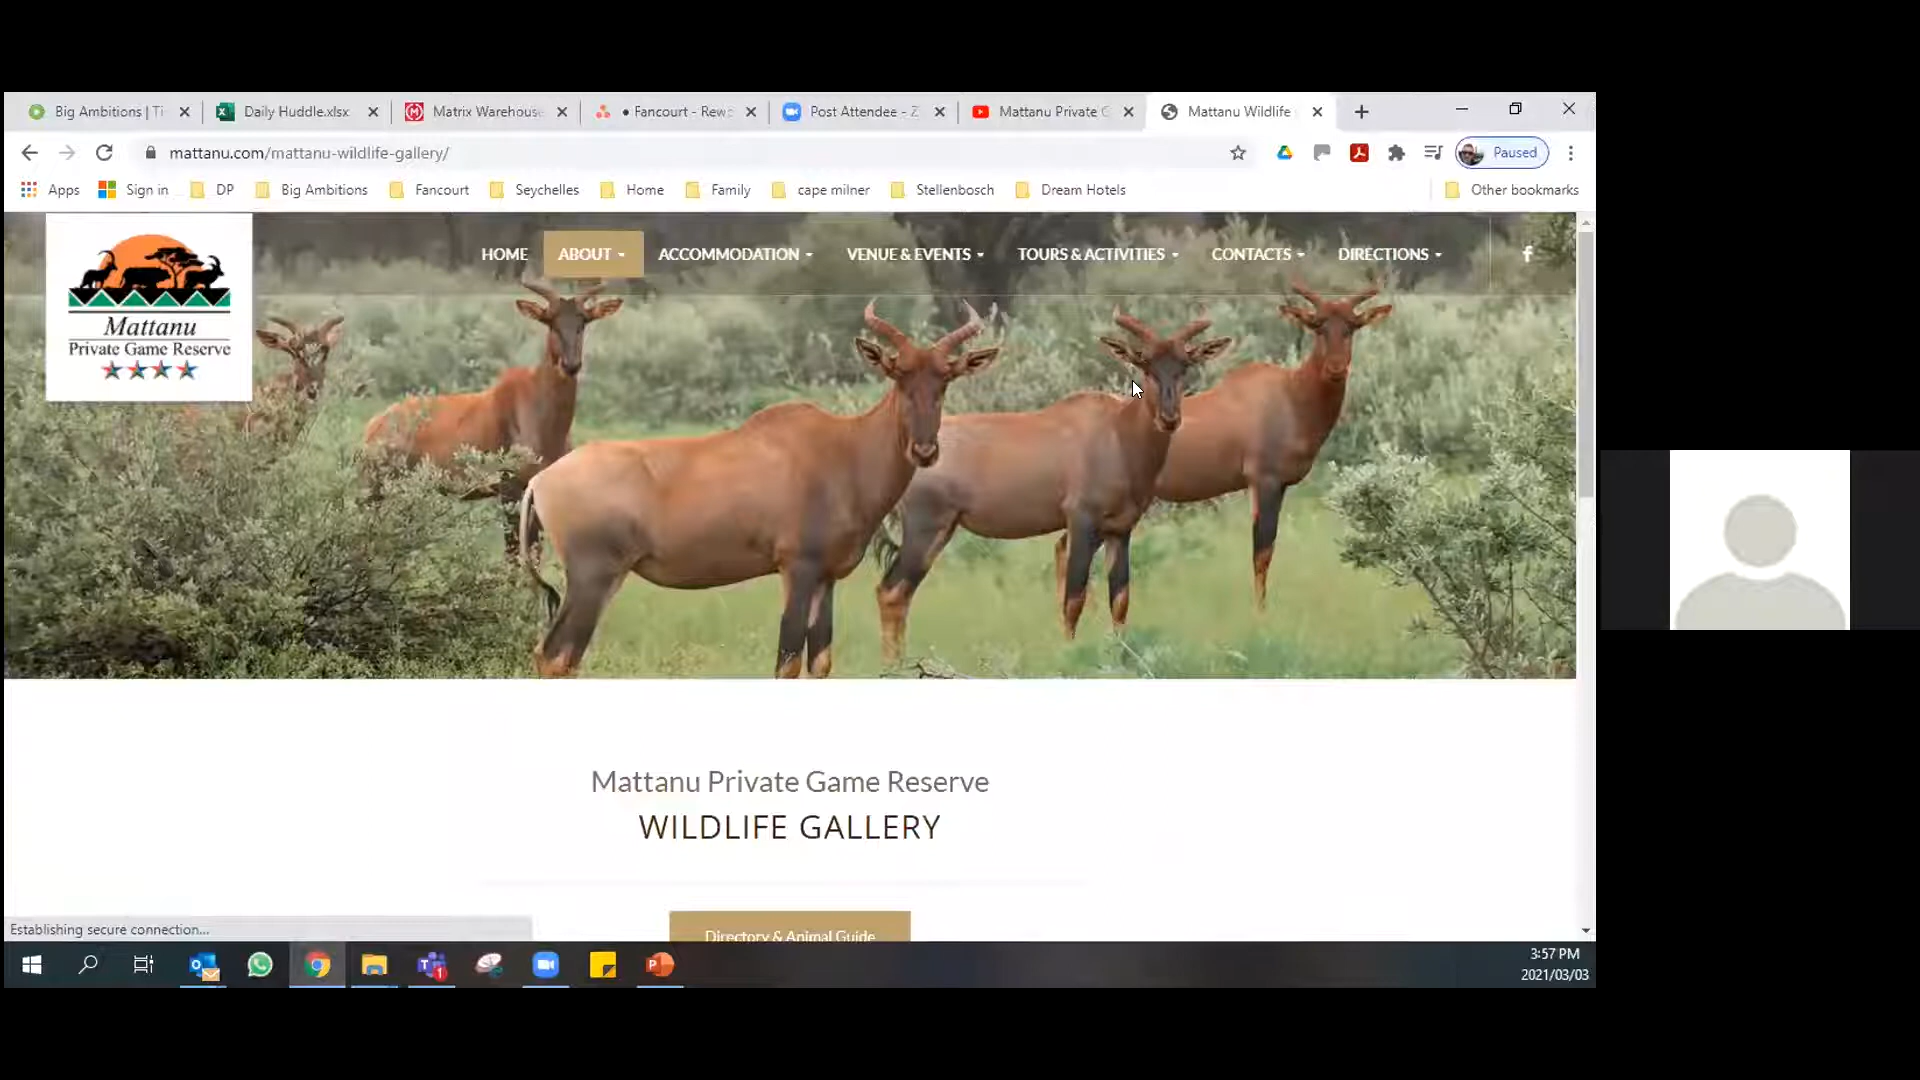 Big Ambitions | Ti
Daily Huddle.xlsx
Matrix Warehouse
• Fancourt - Rew
Post Attendee - Z
Mattanu Private G
Mattanu Wildlife
mattanu.com/mattanu-wildlife-gallery/
Paused
Apps
Sign in
DP
Big Ambitions
Fancourt
Seychelles
Home
Family
cape milner
Stellenbosch
Dream Hotels
Other bookmarks
Mattanu
Private Game Reserve
HOME
ABOUT
ACCOMMODATION
VENUE & EVENTS
TOURS & ACTIVITIES
CONTACTS
DIRECTIONS
Mattanu Private Game Reserve
WILDLIFE GALLERY
Directory & Animal Guide
Establishing secure connection...
1
3:57 PM
2021/03/03